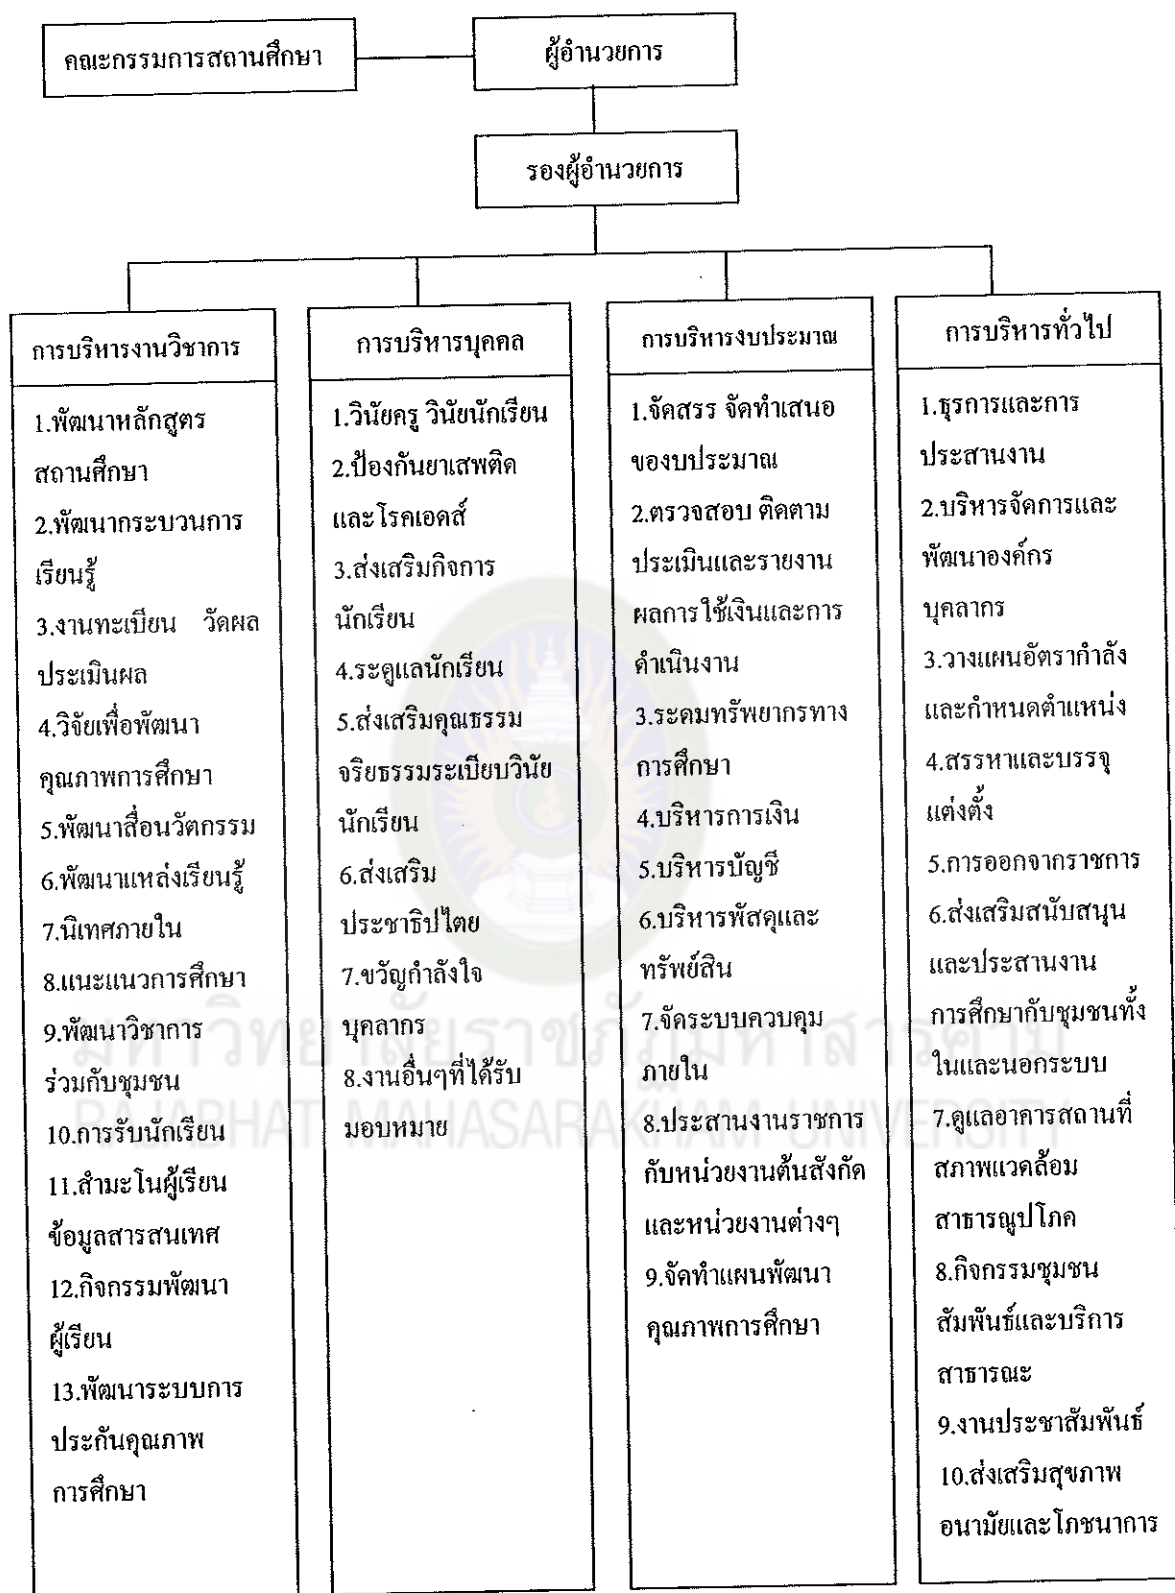 คณะกรรมการสถานศึกษา
ผู้อำนวยการ
รองผู้อำนวยการ
การบริหารงานวิชาการ
1.พัฒนาหลักสูตร
สถานศึกษา
2.พัฒนากระบวนการ
เรียนรู้
3.งานทะเบียน วัดผล
ประเมินผล
4.วิจัยเพื่อพัฒนา
คุณภาพการศึกษา
5.พัฒนาสื่อนวัตกรรม
6.พัฒนาแหล่งเรียนรู้
7.นิเทศภายใน
8.แนะแนวการศึกษา
9.พัฒนาวิชาการ
ร่วมกับชุมชน
10.การรับนักเรียน
11.สำมะโนผู้เรียน
ข้อมูลสารสนเทศ
12.กิจกรรมพัฒนา
ผู้เรียน
13.พัฒนาระบบการ
ประกันคุณภาพ
การศึกษา
การบริหารบุคคล
1.วินัยครู วินัยนักเรียน
2.ป้องกันยาเสพติด
และโรคเอดส์
3.ส่งเสริมกิจการ
นักเรียน
4.ระดูแลนักเรียน
5.ส่งเสริมคุณธรรม
จริยธรรมระเบียบวินัย
นักเรียน
6.ส่งเสริม
ประชาธิปไตย
7.ขวัญกำลังใจ
บุคลากร
8.งานอื่นๆที่ได้รับ
มอบหมาย
การบริหารงบประมาณ
1.จัดสรร จัดทำเสนอ
ของบประมาณ
2.ตรวจสอบ ติดตาม
ประเมินและรายงาน
ผลการใช้เงินและการ
ดำเนินงาน
3.ระดมทรัพยากรทาง
การศึกษา
4.บริหารการเงิน
5.บริหารบัญชี
6.บริหารพัสดุและ
ทรัพย์สิน
7.จัดระบบควบคุม
ภายใน
8.ประสานงานราชการ
กับหน่วยงานต้นสังกัด
และหน่วยงานต่างๆ
9.จัดทำแผนพัฒนา
คุณภาพการศึกษา
การบริหารทั่วไป
1.ธุรการและการ
ประสานงาน
2.บริหารจัดการและ
พัฒนาองค์กร
บุคลากร
3.วางแผนอัตรากำลัง
และกำหนดตำแหน่ง
4.สรรหาและบรรจุ
แต่งตั้ง
5.การออกจากราชการ
6.ส่งเสริมสนับสนุน
และประสานงาน
การศึกษากับชุมชนทั้ง
ในและนอกระบบ
7.ดูแลอาคารสถานที่
สภาพแวดล้อม
สาธารณูปโภค
8.กิจกรรมชุมชน
สัมพันธ์และบริการ
สาธารณะ
9.งานประชาสัมพันธ์
10.ส่งเสริมสุขภาพ
อนามัยและโภชนาการ
มหาวิทยาลัยราชภัฏมหาสารคาม
RAJABHAT MAHASARAKHAM UNIVERSITY